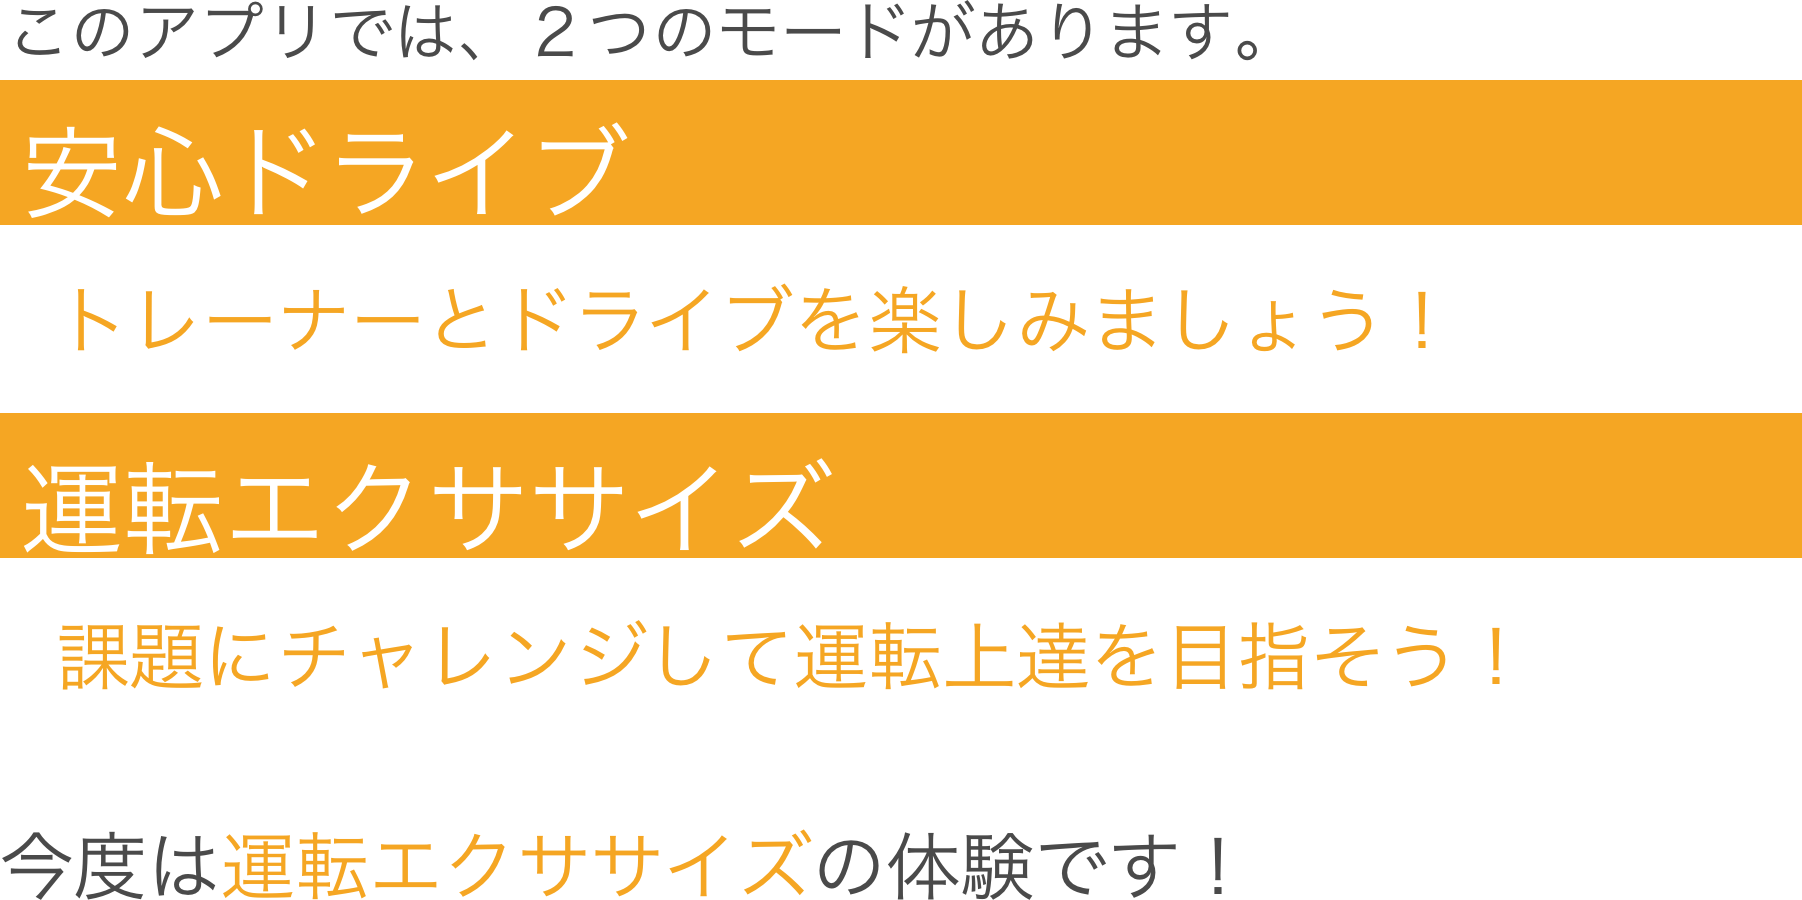 このアプリでは、２つのモードがあります。
安心ドライブ
トレーナーとドライブを楽しみましょう！
運転エクササイズ
課題にチャレンジして運転上達を目指そう！
今度は運転エクササイズの体験です！